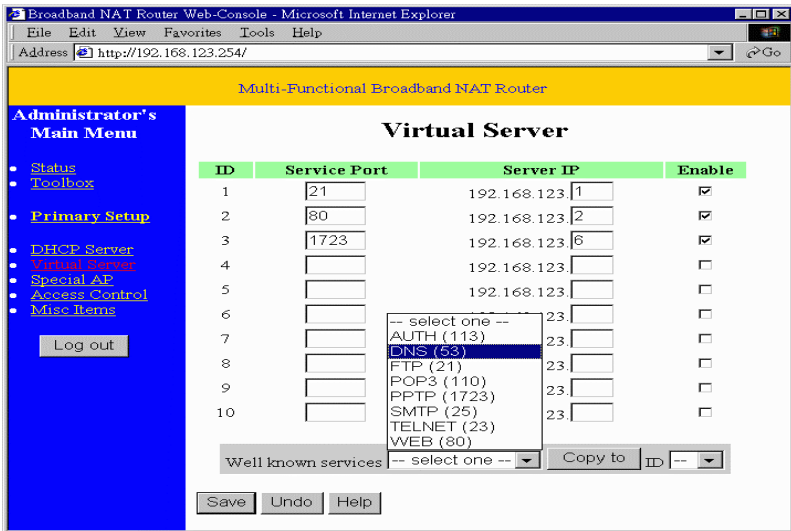 Broadband NAT Router Web-Console - Microsoft Internet Explorer
File Edit View Favorites Tools Help
Address http://192.168.123.254/ Go
Multi-Functional Broadband NAT Router
Administrator's
Main Menu
Status
Toolbox
Primary Setup
DHCP Server
Virtual Server
Special AP
Access Control
Misc Items
Log out
Virtual Server
ID Service Port Server IP Enable
1 21 192.168.123. 1
2 80 192.168.123. 2
3 1723 192.168.123. 6
4 192.168.123.
5 192.168.123.
6 23.
7 23.
8 23.
9 23.
10 23.
-- select one --
AUTH (113)
DNS (53)
FTP (21)
POP3 (110)
PPTP (1723)
SMTP (25)
TELNET (23)
WEB (80)
Well known services -- select one -- Copy to ID --
Save Undo Help